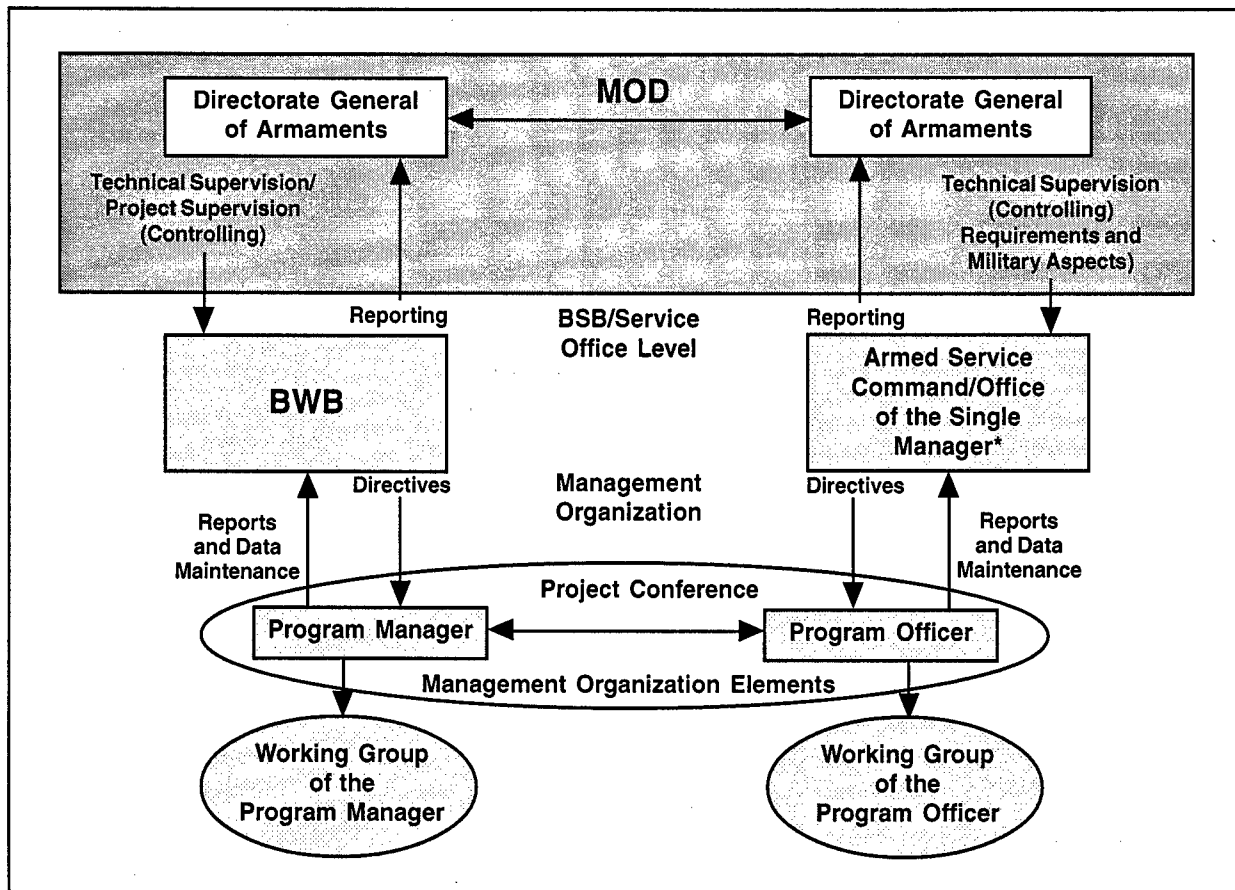 MOD
Directorate General
of Armaments
Directorate General
of Armaments
Technical Supervision/
Project Supervision
(Controlling)
Technical Supervision
(Controlling)
Requirements and
Military Aspects)
Reporting
BSB/Service
Office Level
Reporting
BWB
Armed Service
Command/Office
of the Single
Manager*
Directives
Management
Organization
Directives
Reports
and Data
Maintenance
Reports
and Data
Maintenance
Project Conference
Program Manager
Program Officer
Management Organization Elements
Working Group
of the
Program Manager
Working Group
of the
Program Officer